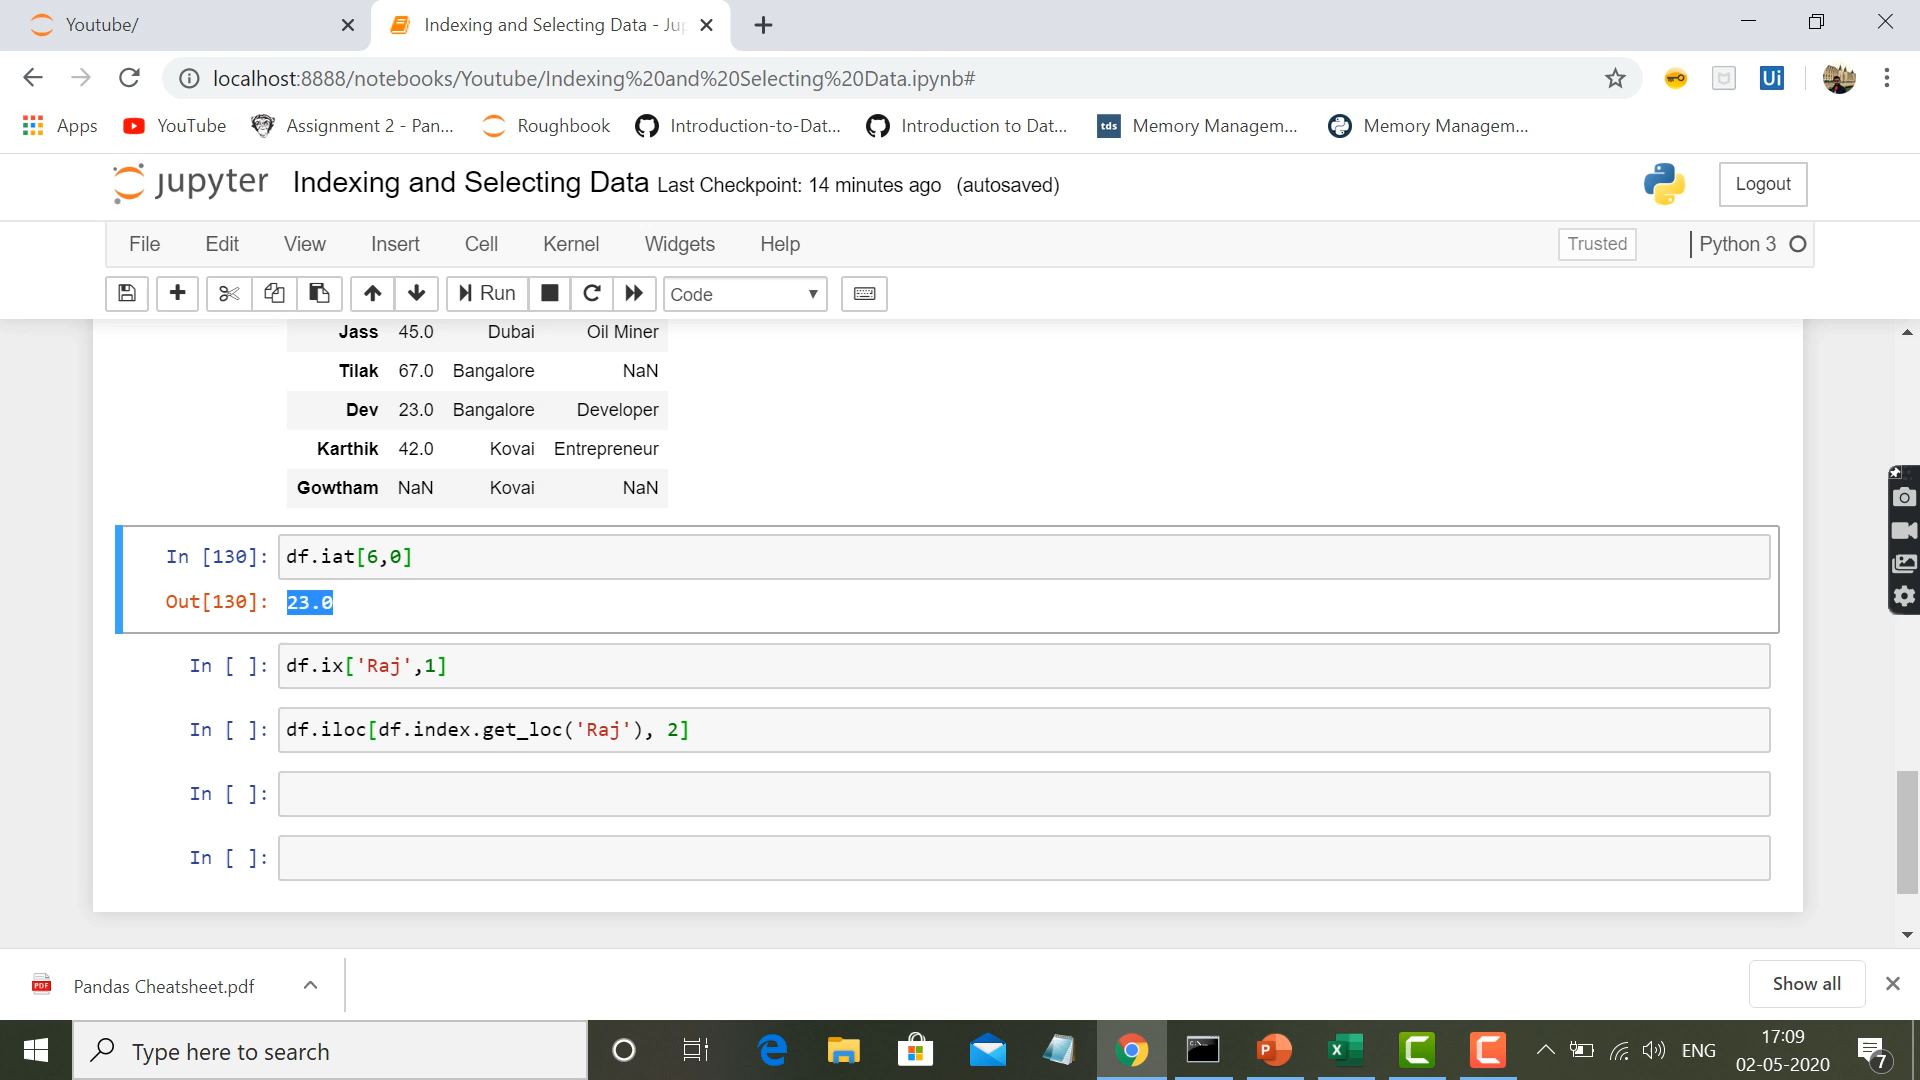 Youtube/
Indexing and Selecting Data - Jup
localhost:8888/notebooks/Youtube/Indexing%20and%20Selecting%20Data.ipynb#
Ui
Apps YouTube Assignment 2 - Pan... Roughbook Introduction-to-Dat... Introduction to Dat... tds Memory Managem... Memory Managem...
jupyter Indexing and Selecting Data Last Checkpoint: 14 minutes ago (autosaved) Logout
File Edit View Insert Cell Kernel Widgets Help Trusted Python 3
Run Code
Jass 45.0 Dubai Oil Miner
Tilak 67.0 Bangalore NaN
Dev 23.0 Bangalore Developer
Karthik 42.0 Kovai Entrepreneur
Gowtham NaN Kovai NaN
In [130]: df.iat[6,0]
Out[130]: 23.0
In [ ]: df.ix['Raj',1]
In [ ]: df.iloc[df.index.get_loc('Raj'), 2]
In [ ]:
In [ ]:
PDF Pandas Cheatsheet.pdf Show all
Type here to search
ENG
17:09
02-05-2020
7